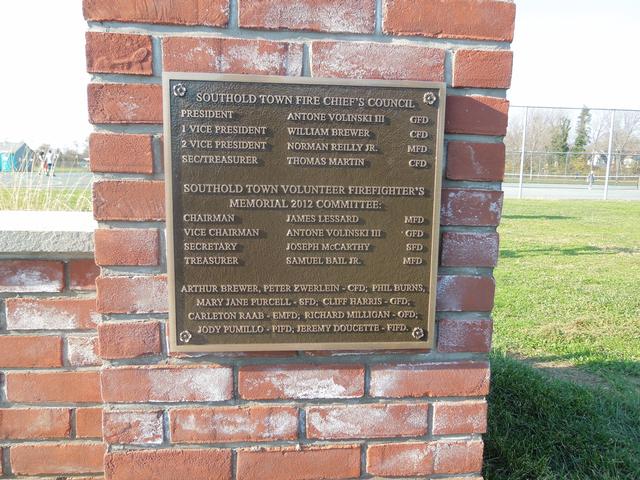 SOUTHOLD TOWN FIRE CHIEF'S COUNCIL
PRESIDENT ANTONE VOLINSKI III GFD
1 VICE PRESIDENT WILLIAM BREWER CFD
2 VICE PRESIDENT NORMAN REILLY JR. MFD
SEC/TREASURER THOMAS MARTIN CFD
SOUTHOLD TOWN VOLUNTEER FIREFIGHTER'S
MEMORIAL 2012 COMMITTEE:
CHAIRMAN JAMES LESSARD MFD
VICE CHAIRMAN ANTONE VOLINSKI III GFD
SECRETARY JOSEPH McCARTHY SFD
TREASURER SAMUEL BAIL JR. MFD
ARTHUR BREWER, PETER ZWERLEIN - CFD; PHIL BURNS,
MARY JANE PURCELL - SFD; CLIFF HARRIS - GFD;
CARLETON RAAB - EMFD; RICHARD MILLIGAN - OFD;
JODY PUMILLO - FIFD; JEREMY DOUCETTE - FIFD.